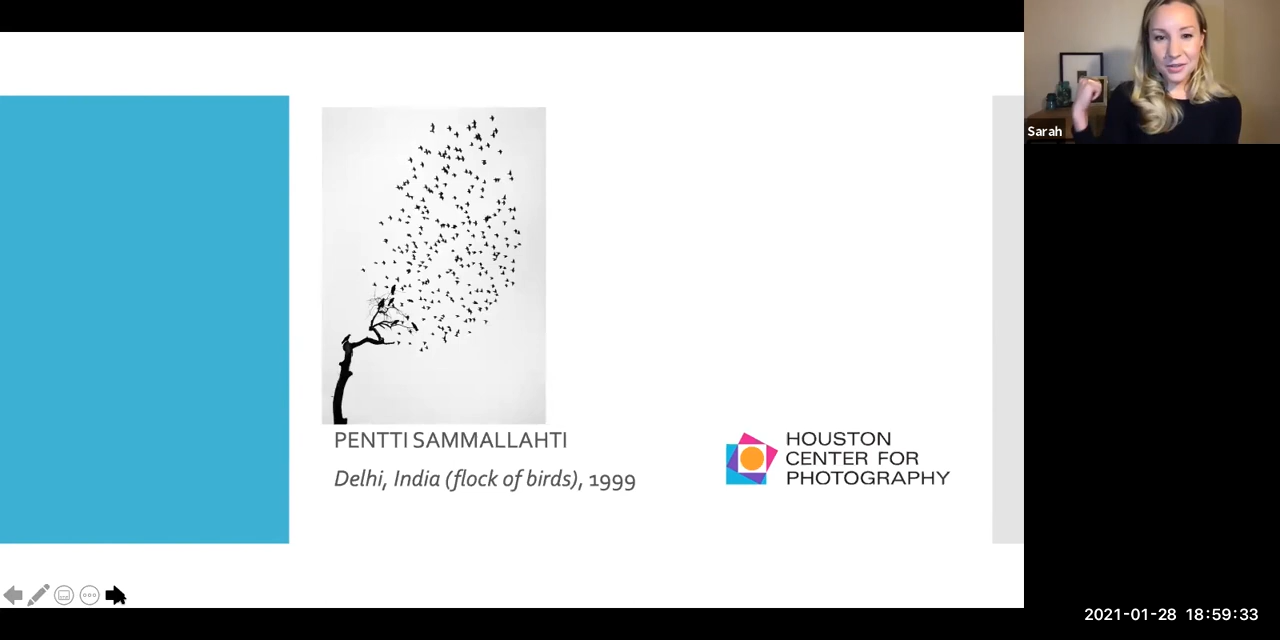 Sarah
PENTTI SAMMALLAHTI
Delhi, India (flock of birds), 1999
HOUSTON
CENTER FOR
PHOTOGRAPHY
2021-01-28 18:59:33